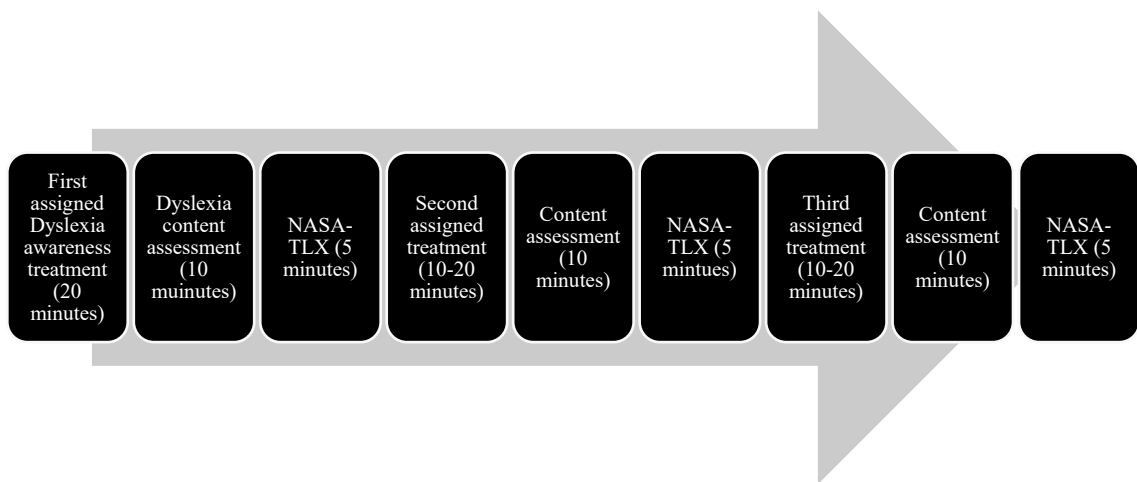 First
assigned
Dyslexia
awareness
treatment
(20
minutes)
Dyslexia
content
assessment
(10
muinutes)
NASA-
TLX (5
minutes)
Second
assigned
treatment
(10-20
minutes)
Content
assessment
(10
minutes)
NASA-
TLX (5
mintues)
Third
assigned
treatment
(10-20
minutes)
Content
assessment
(10
minutes)
NASA-
TLX (5
minutes)